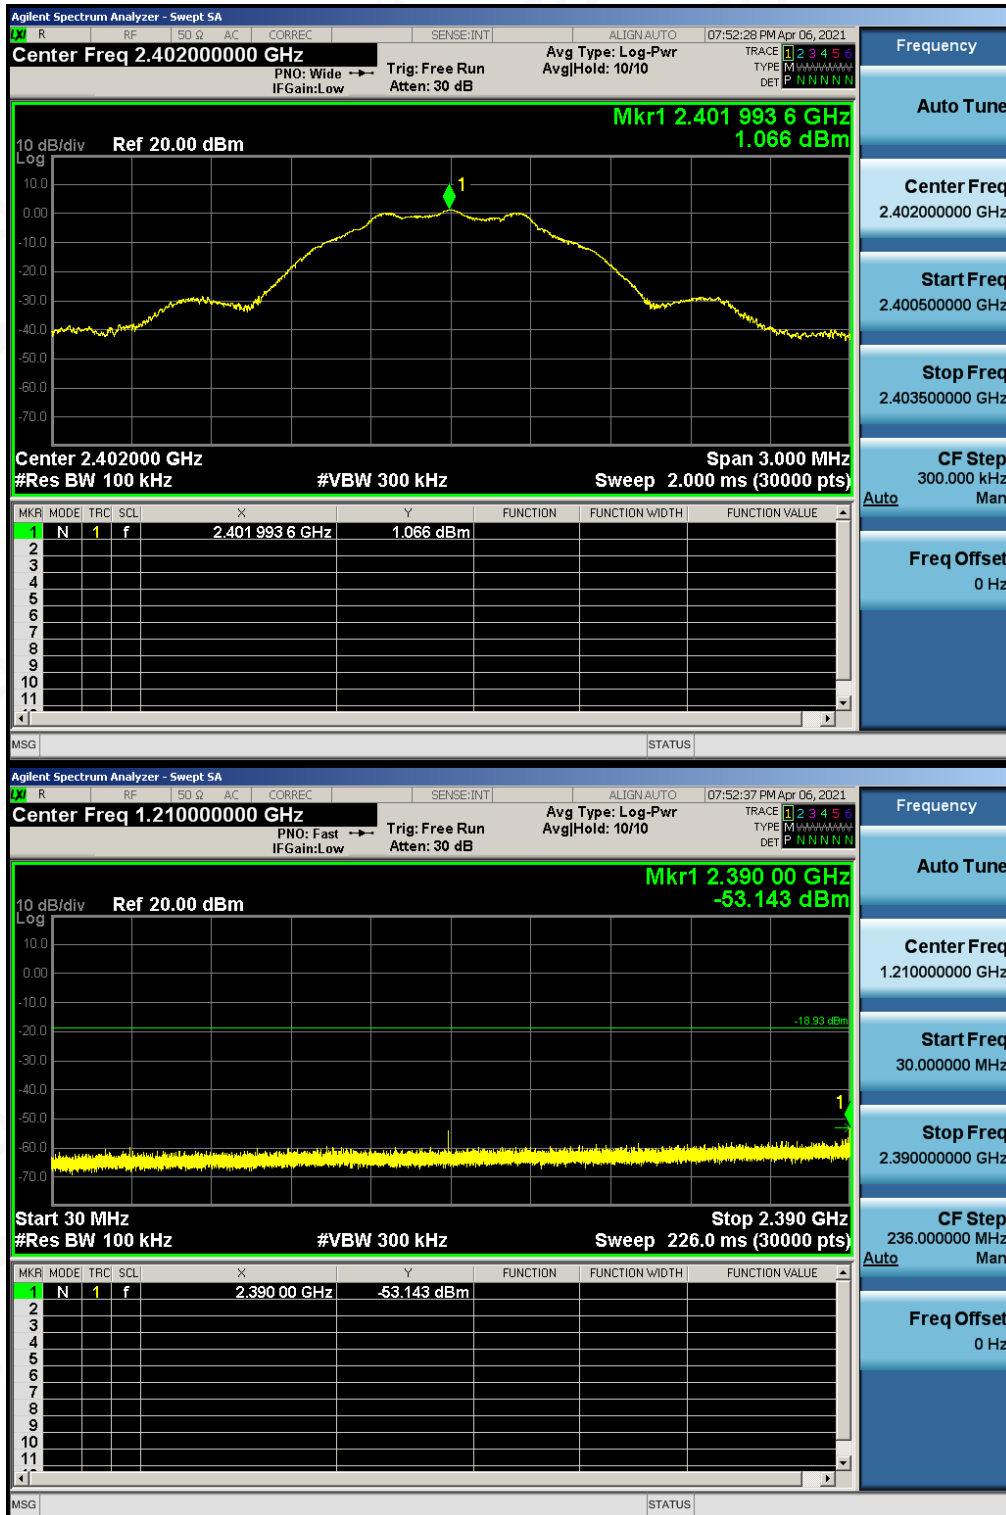 Agilent Spectrum Analyzer - Swept SA
LXI R RF 50 Ω AC CORREC SENSE:INT ALIGN AUTO 07:52:28 PM Apr 06, 2021
Center Freq 2.402000000 GHz
PNO: Wide
IFGain:Low
Trig: Free Run
Atten: 30 dB
Avg Type: Log-Pwr
Avg|Hold: 10/10
TRACE 1 2 3 4 5 6
TYPE M WWWWW
DET P N N N N N
Mkr1 2.401 993 6 GHz
1.066 dBm
10 dB/div Ref 20.00 dBm
Log
10.0
0.00
-10.0
-20.0
-30.0
-40.0
-50.0
-60.0
-70.0
1
Center 2.402000 GHz Span 3.000 MHz
#Res BW 100 kHz #VBW 300 kHz Sweep 2.000 ms (30000 pts)
MKR MODE TRC SCL X Y FUNCTION FUNCTION WIDTH FUNCTION VALUE
1 N 1 f 2.401 993 6 GHz 1.066 dBm
2
3
4
5
6
7
8
9
10
11
MSG STATUS
Frequency
Auto Tune
Center Freq
2.402000000 GHz
Start Freq
2.400500000 GHz
Stop Freq
2.403500000 GHz
CF Step
300.000 kHz
Auto Man
Freq Offset
0 Hz
Agilent Spectrum Analyzer - Swept SA
LXI R RF 50 Ω AC CORREC SENSE:INT ALIGN AUTO 07:52:37 PM Apr 06, 2021
Center Freq 1.210000000 GHz
PNO: Fast
IFGain:Low
Trig: Free Run
Atten: 30 dB
Avg Type: Log-Pwr
Avg|Hold: 10/10
TRACE 1 2 3 4 5 6
TYPE M WWWWW
DET P N N N N N
Mkr1 2.390 00 GHz
-53.143 dBm
10 dB/div Ref 20.00 dBm
Log
10.0
0.00
-10.0
-20.0
-30.0
-40.0
-50.0
-60.0
-70.0
-18.93 dBm
1
Start 30 MHz Stop 2.390 GHz
#Res BW 100 kHz #VBW 300 kHz Sweep 226.0 ms (30000 pts)
MKR MODE TRC SCL X Y FUNCTION FUNCTION WIDTH FUNCTION VALUE
1 N 1 f 2.390 00 GHz -53.143 dBm
2
3
4
5
6
7
8
9
10
11
MSG STATUS
Frequency
Auto Tune
Center Freq
1.210000000 GHz
Start Freq
30.000000 MHz
Stop Freq
2.390000000 GHz
CF Step
236.000000 MHz
Auto Man
Freq Offset
0 Hz